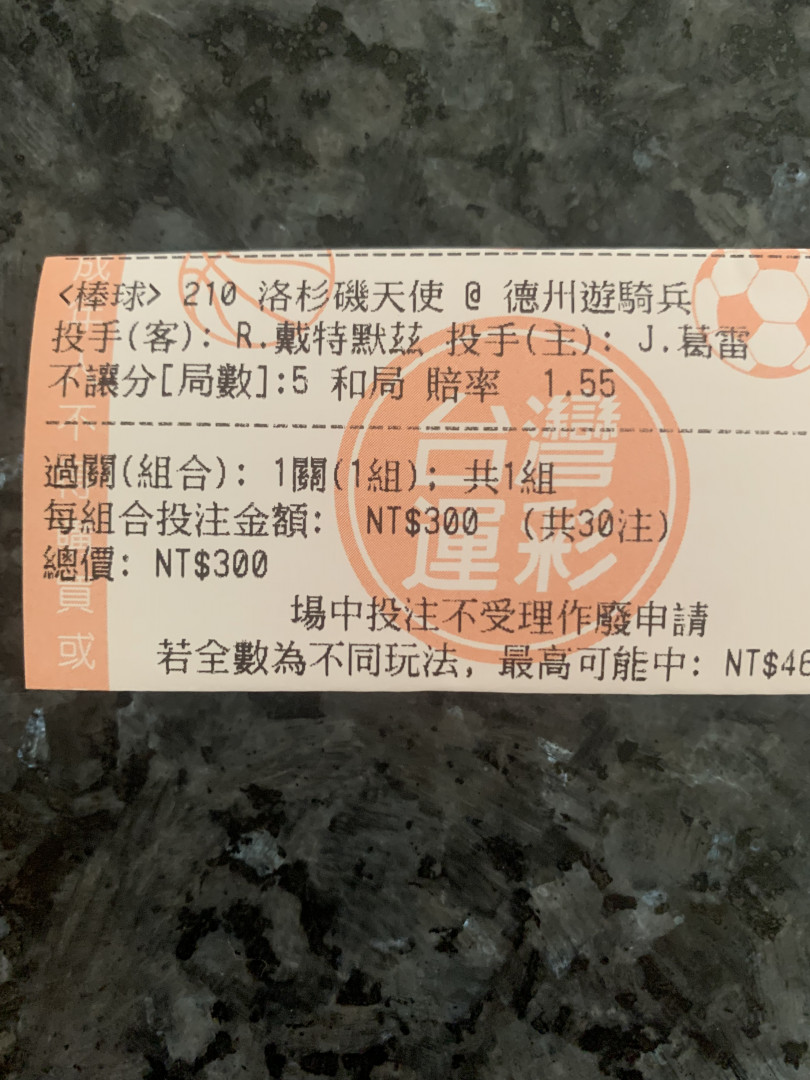 <棒球> 210 洛杉磯天使 @ 德州遊騎兵
投手(客): R.戴特默茲 投手(主): J.葛雷
不讓分[局數]:5 和局 賠率 1.55
台灣
運彩
過關(組合): 1關(1組); 共1組
每組合投注金額: NT$300 (共30注)
總價: NT$300
場中投注不受理作廢申請
若全數為不同玩法, 最高可能中: NT$46
不
購
買
或